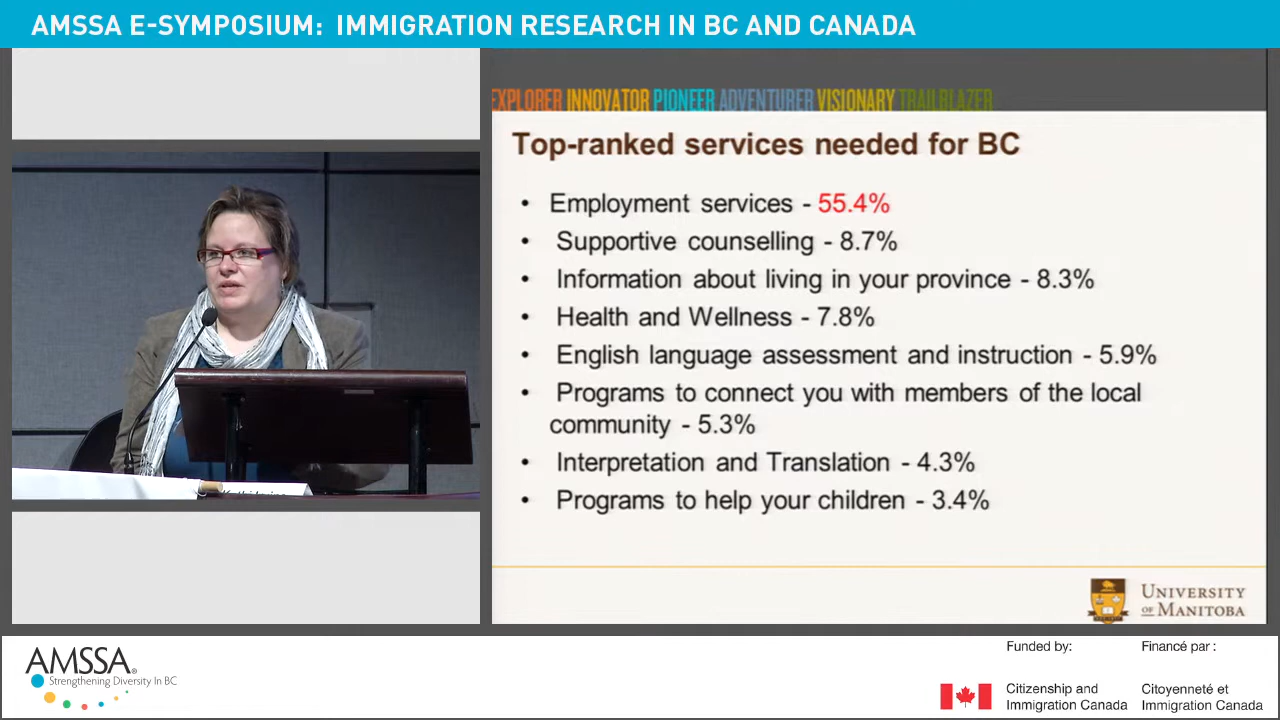 AMSSA E-SYMPOSIUM: IMMIGRATION RESEARCH IN BC AND CANADA
EXPLORER INNOVATOR PIONEER ADVENTURER VISIONARY TRAILBLAZER
Top-ranked services needed for BC
• Employment services - 55.4%
• Supportive counselling - 8.7%
• Information about living in your province - 8.3%
• Health and Wellness - 7.8%
• English language assessment and instruction - 5.9%
• Programs to connect you with members of the local
community - 5.3%
• Interpretation and Translation - 4.3%
• Programs to help your children - 3.4%
UNIVERSITY
OF MANITOBA
AMSSA®
Strengthening Diversity In BC
Funded by:
Citizenship and
Immigration Canada
Financé par :
Citoyenneté et
Immigration Canada